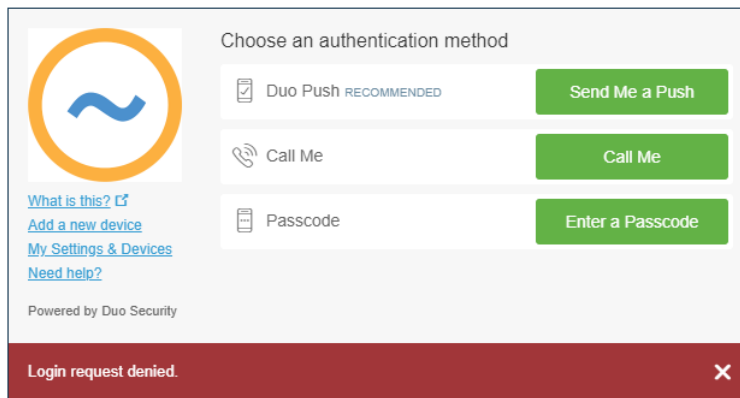 Choose an authentication method
Duo Push RECOMMENDED
Send Me a Push
Call Me
Call Me
Passcode
Enter a Passcode
What is this?
Add a new device
My Settings & Devices
Need help?
Powered by Duo Security
Login request denied.